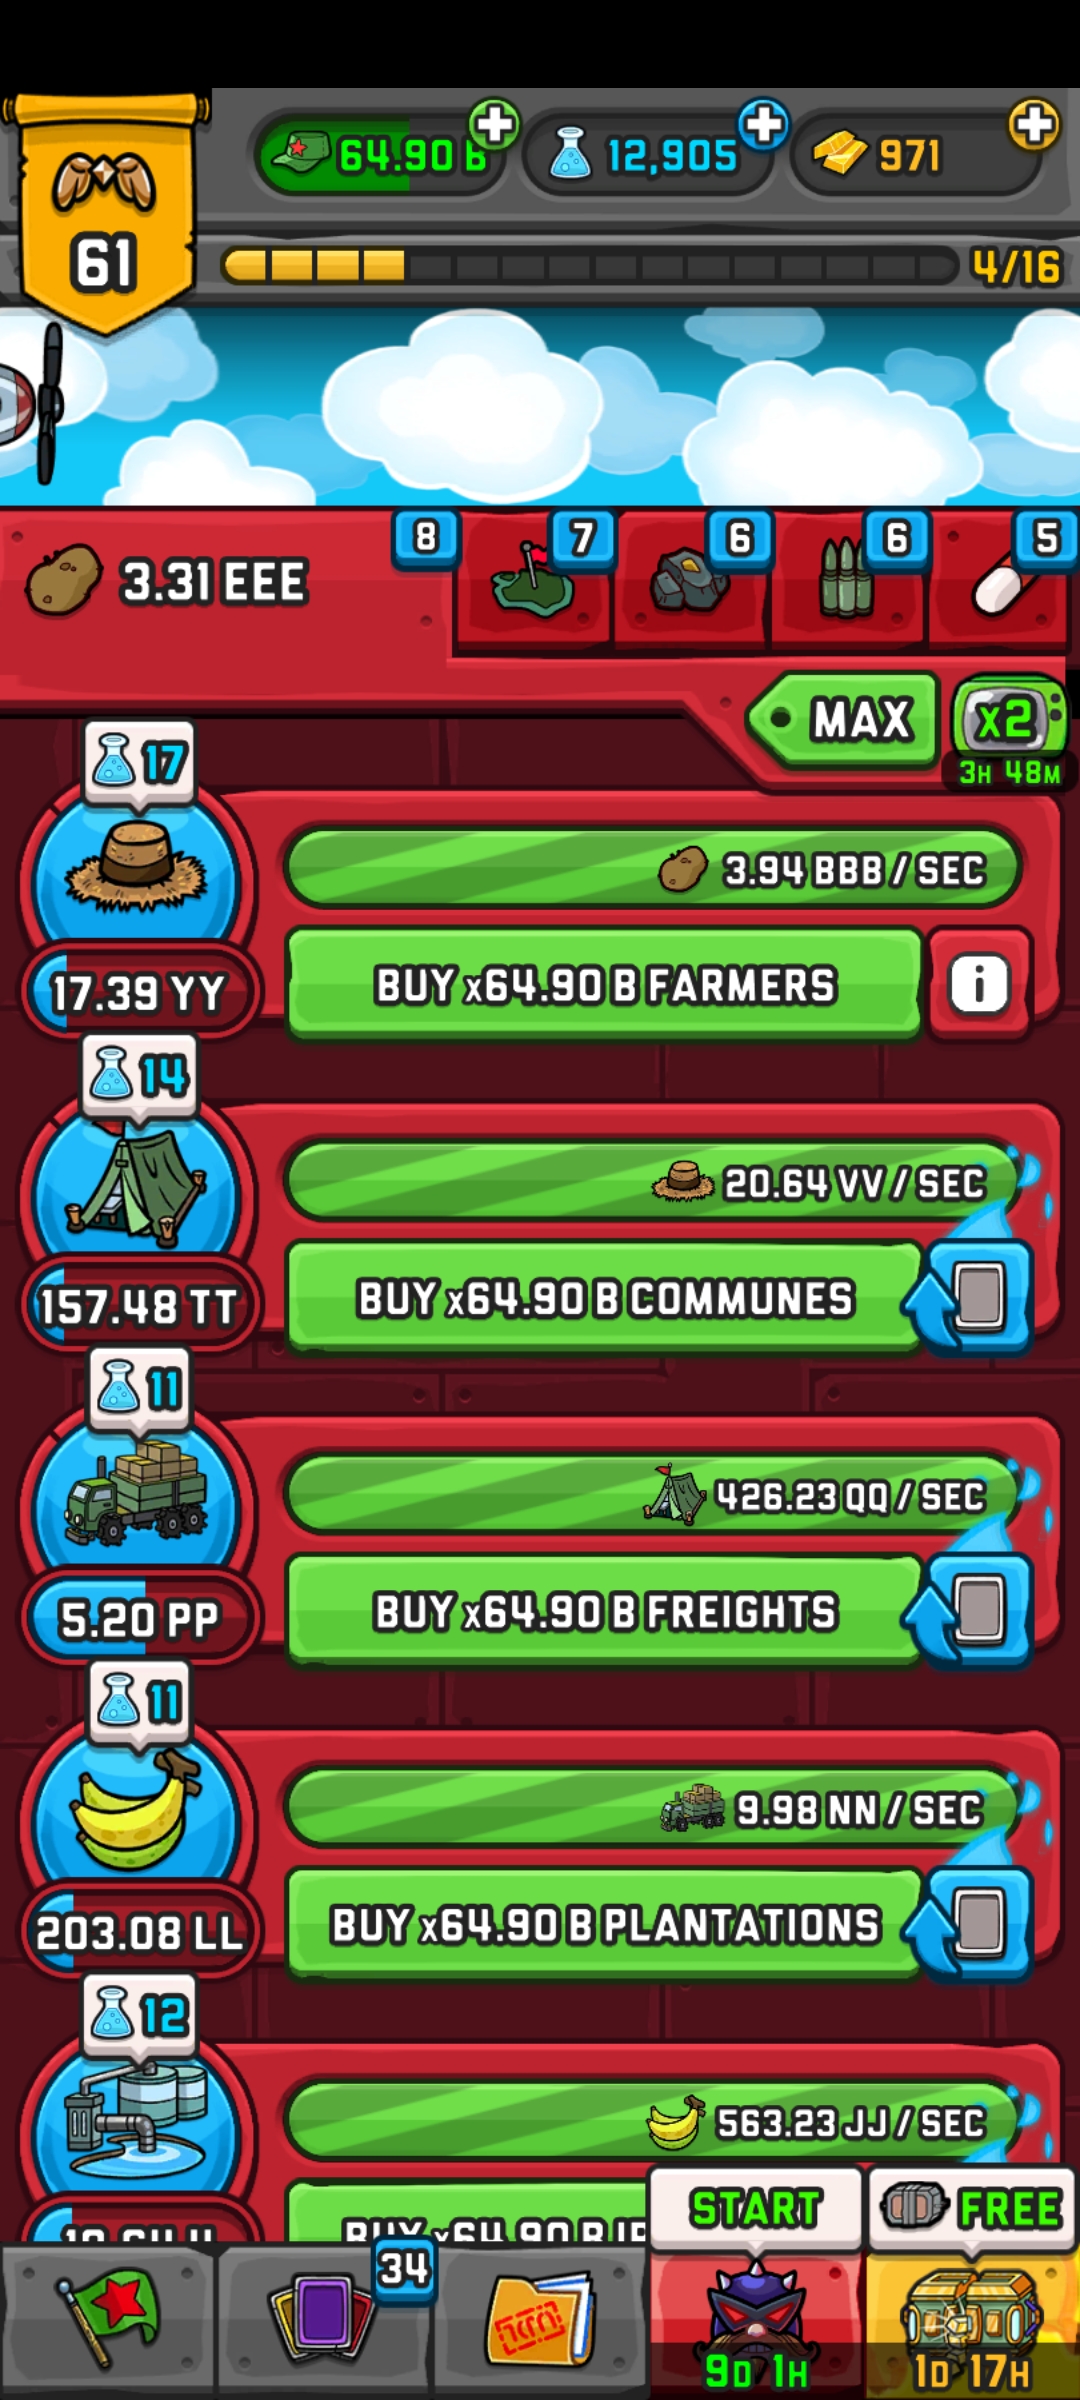 64.90 B
12,905
971
61
4/16
3.31 EEE
8
7
6
6
5
MAX
x2
3H 48M
17
3.94 BBB / SEC
17.39 YY
BUY x64.90 B FARMERS
i
14
20.64 VV / SEC
157.48 TT
BUY x64.90 B COMMUNES
11
426.23 QQ / SEC
5.20 PP
BUY x64.90 B FREIGHTS
11
9.98 NN / SEC
203.08 LL
BUY x64.90 B PLANTATIONS
12
563.23 JJ / SEC
BUY x64.90 B
START
FREE
34
9D 1H
1D 17H